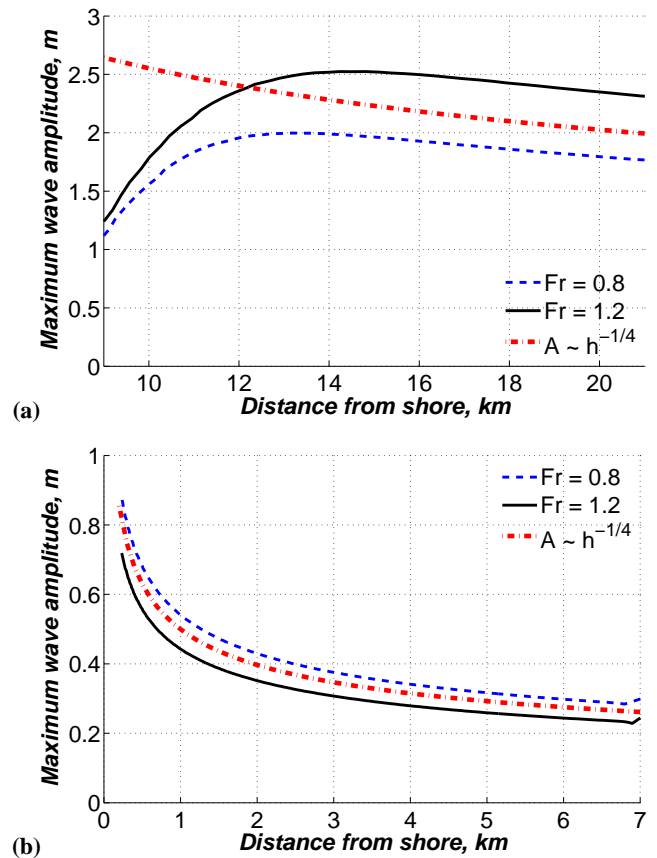 3
2.5
2
1.5
1
0.5
0
Maximum wave amplitude, m
Fr = 0.8
Fr = 1.2
A ~ h^{-1/4}
10 12 14 16 18 20
Distance from shore, km
(a)
1
0.8
0.6
0.4
0.2
0
Maximum wave amplitude, m
Fr = 0.8
Fr = 1.2
A ~ h^{-1/4}
0 1 2 3 4 5 6 7
Distance from shore, km
(b)